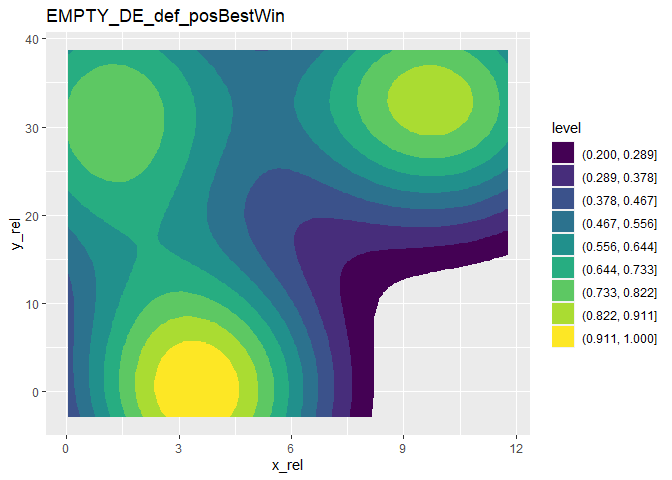 EMPTY_DE_def_posBestWin
40
30
20
10
0
y_rel
0 3 6 9 12
x_rel
level
(0.200, 0.289]
(0.289, 0.378]
(0.378, 0.467]
(0.467, 0.556]
(0.556, 0.644]
(0.644, 0.733]
(0.733, 0.822]
(0.822, 0.911]
(0.911, 1.000]